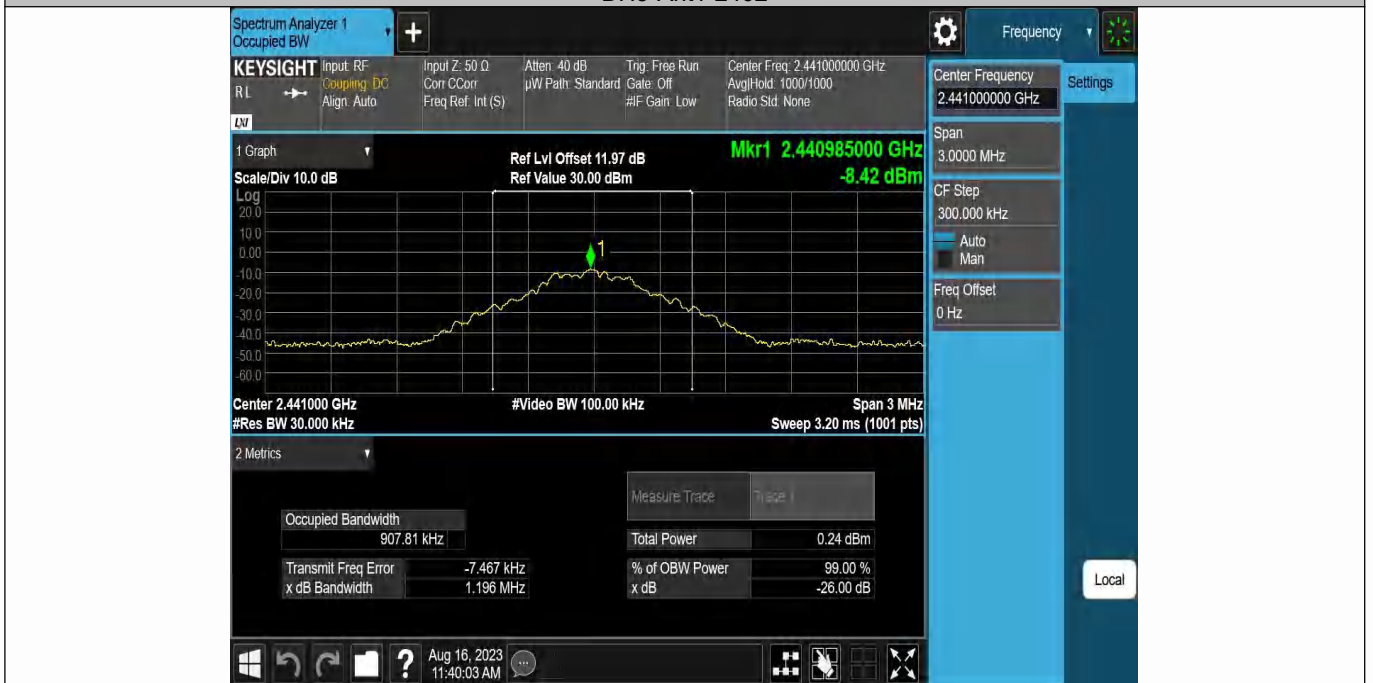 Spectrum Analyzer 1
Occupied BW
+
Frequency
KEYSIGHT
R L
LXI
Input: RF
Coupling: DC
Align: Auto
Input Z: 50 Ω
Corr CCorr
Freq Ref: Int (S)
Atten: 40 dB
µW Path: Standard
Trig: Free Run
Gate: Off
#IF Gain: Low
Center Freq: 2.441000000 GHz
Avg|Hold: 1000/1000
Radio Std: None
Center Frequency
2.441000000 GHz
Settings
Span
3.0000 MHz
CF Step
300.000 kHz
Auto
Man
Freq Offset
0 Hz
Local
1 Graph
Scale/Div 10.0 dB
Ref Lvl Offset 11.97 dB
Ref Value 30.00 dBm
Mkr1 2.440985000 GHz
-8.42 dBm
Log
20.0
10.0
0.00
-10.0
-20.0
-30.0
-40.0
-50.0
-60.0
1
Center 2.441000 GHz
#Res BW 30.000 kHz
#Video BW 100.00 kHz
Span 3 MHz
Sweep 3.20 ms (1001 pts)
2 Metrics
Measure Trace
Trace 1
Occupied Bandwidth
907.81 kHz
Total Power
0.24 dBm
Transmit Freq Error
-7.467 kHz
% of OBW Power
99.00 %
x dB Bandwidth
1.196 MHz
x dB
-26.00 dB
?
Aug 16, 2023
11:40:03 AM